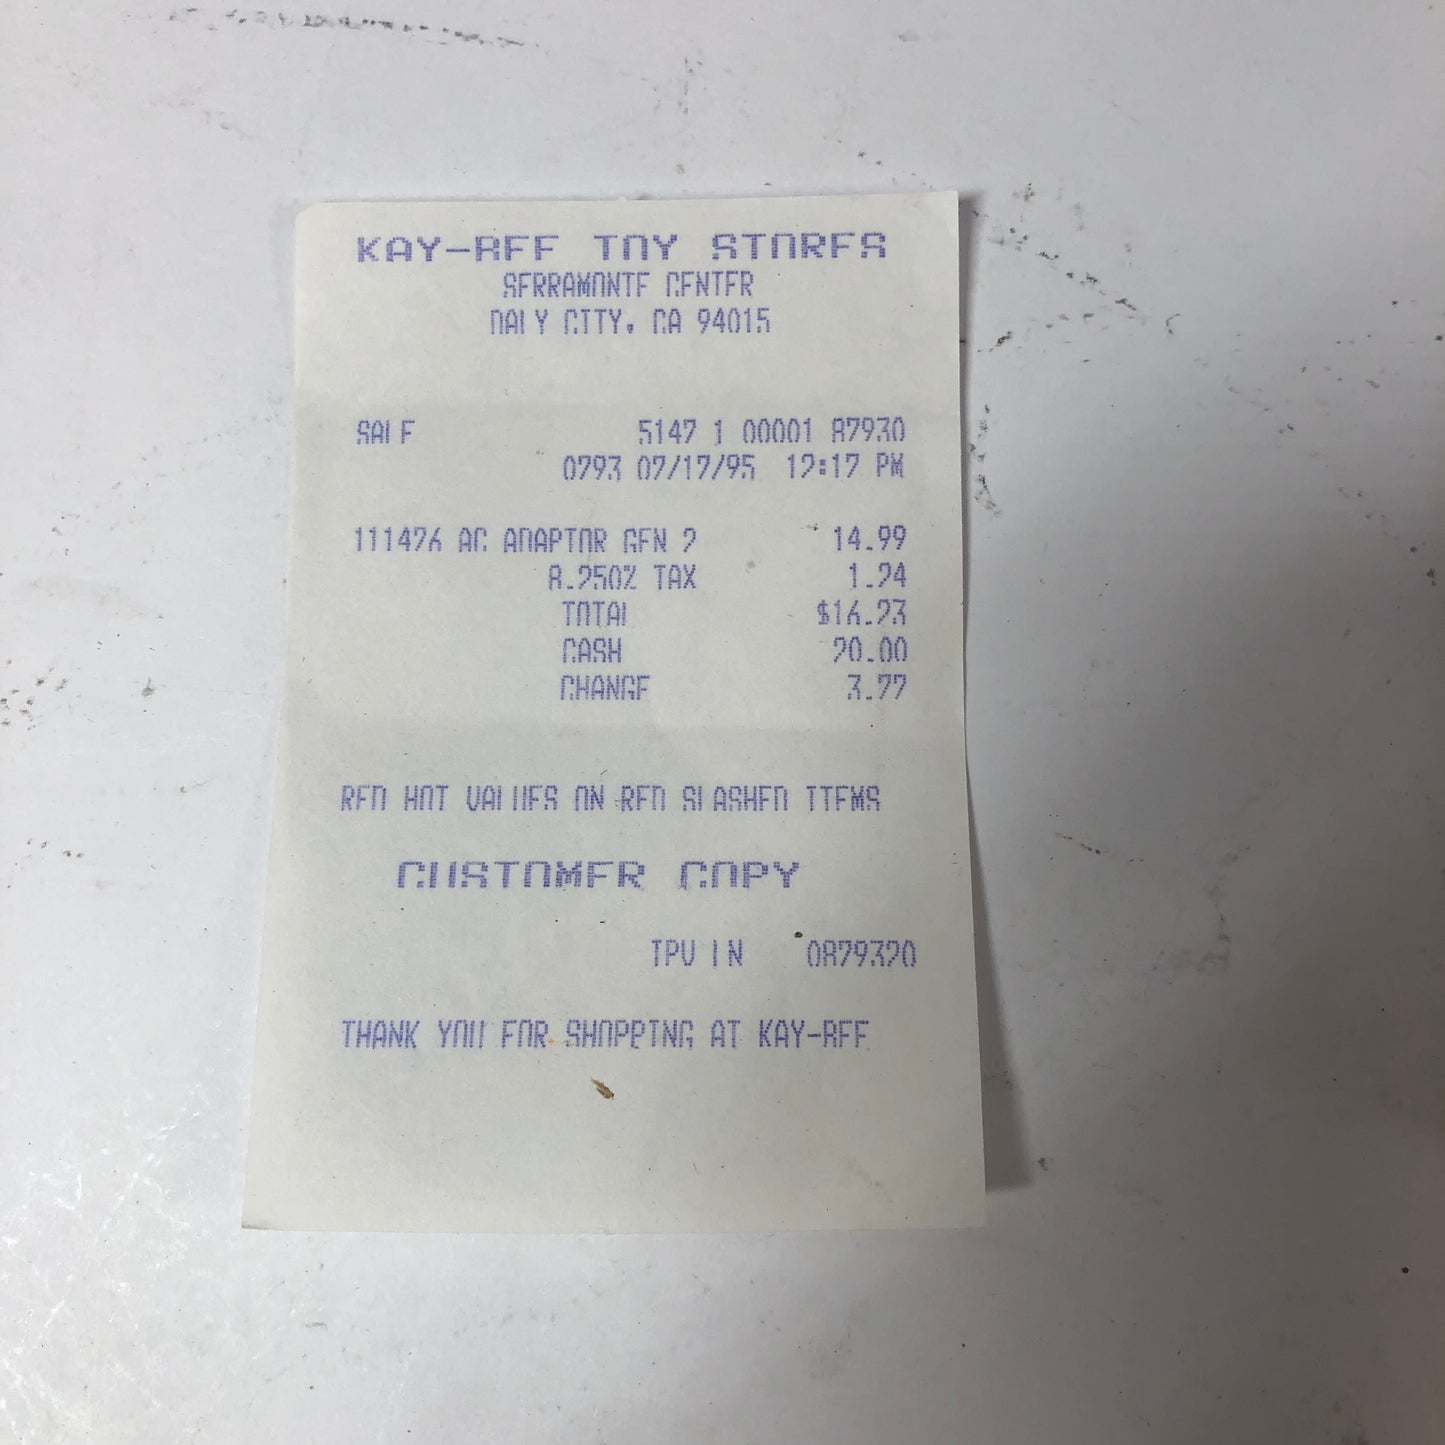 KAY-BEE TOY STORES
SERRAMONTE CENTER
DALY CITY, CA 94015
SALE 5147 1 00001 87930
0793 07/17/95 12:17 PM
111476 AC ADAPTOR GEN 2 14.99
8.250% TAX 1.24
TOTAL $16.23
CASH 20.00
CHANGE 3.77
RED HOT VALUES ON RED SLASHED ITEMS
CUSTOMER COPY
0879320
THANK YOU FOR SHOPPING AT KAY-BEE